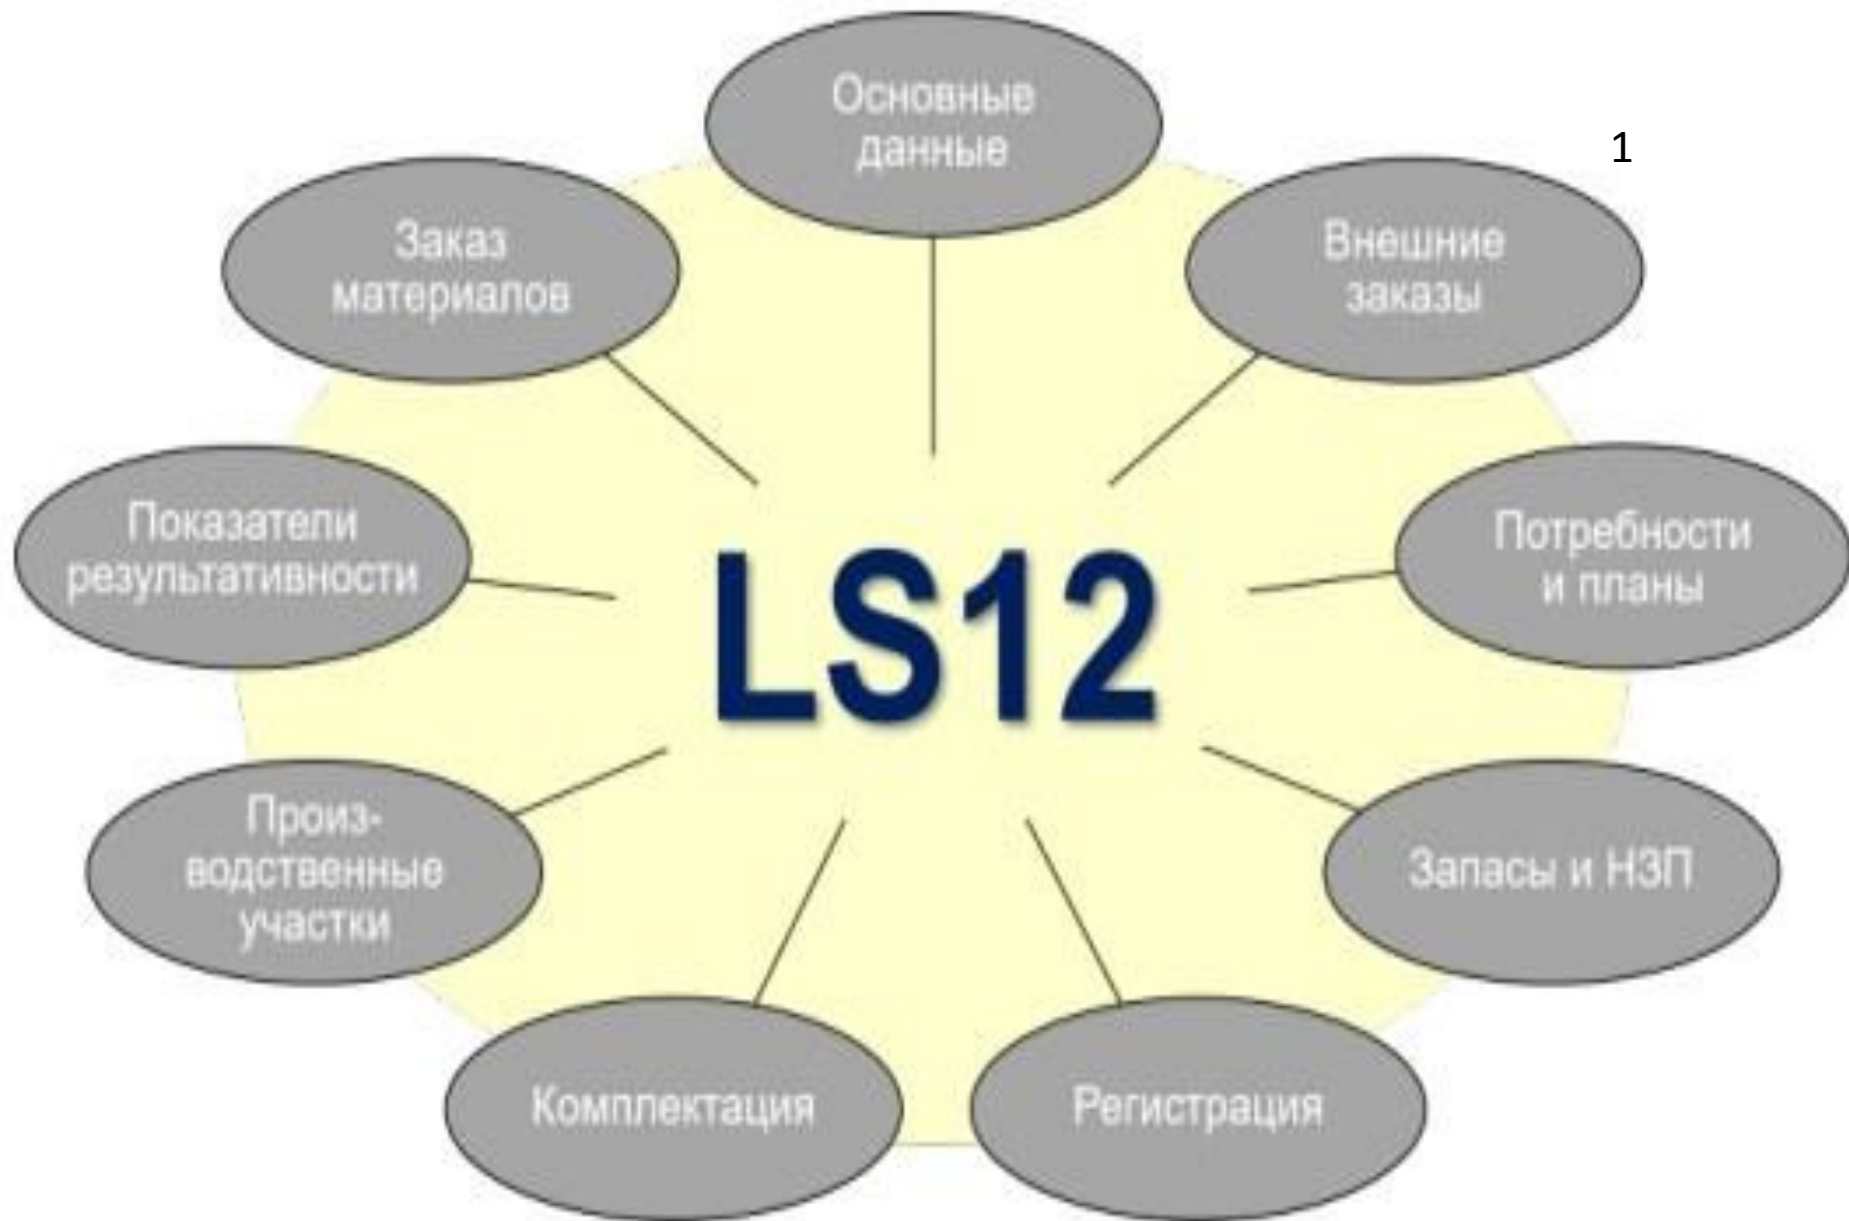 Основные
данные
1
Заказ
материалов
Внешние
заказы
Показатели
результативности
Потребности
и планы
LS12
Произ-
водственные
участки
Запасы и НЗП
Комплектация
Регистрация